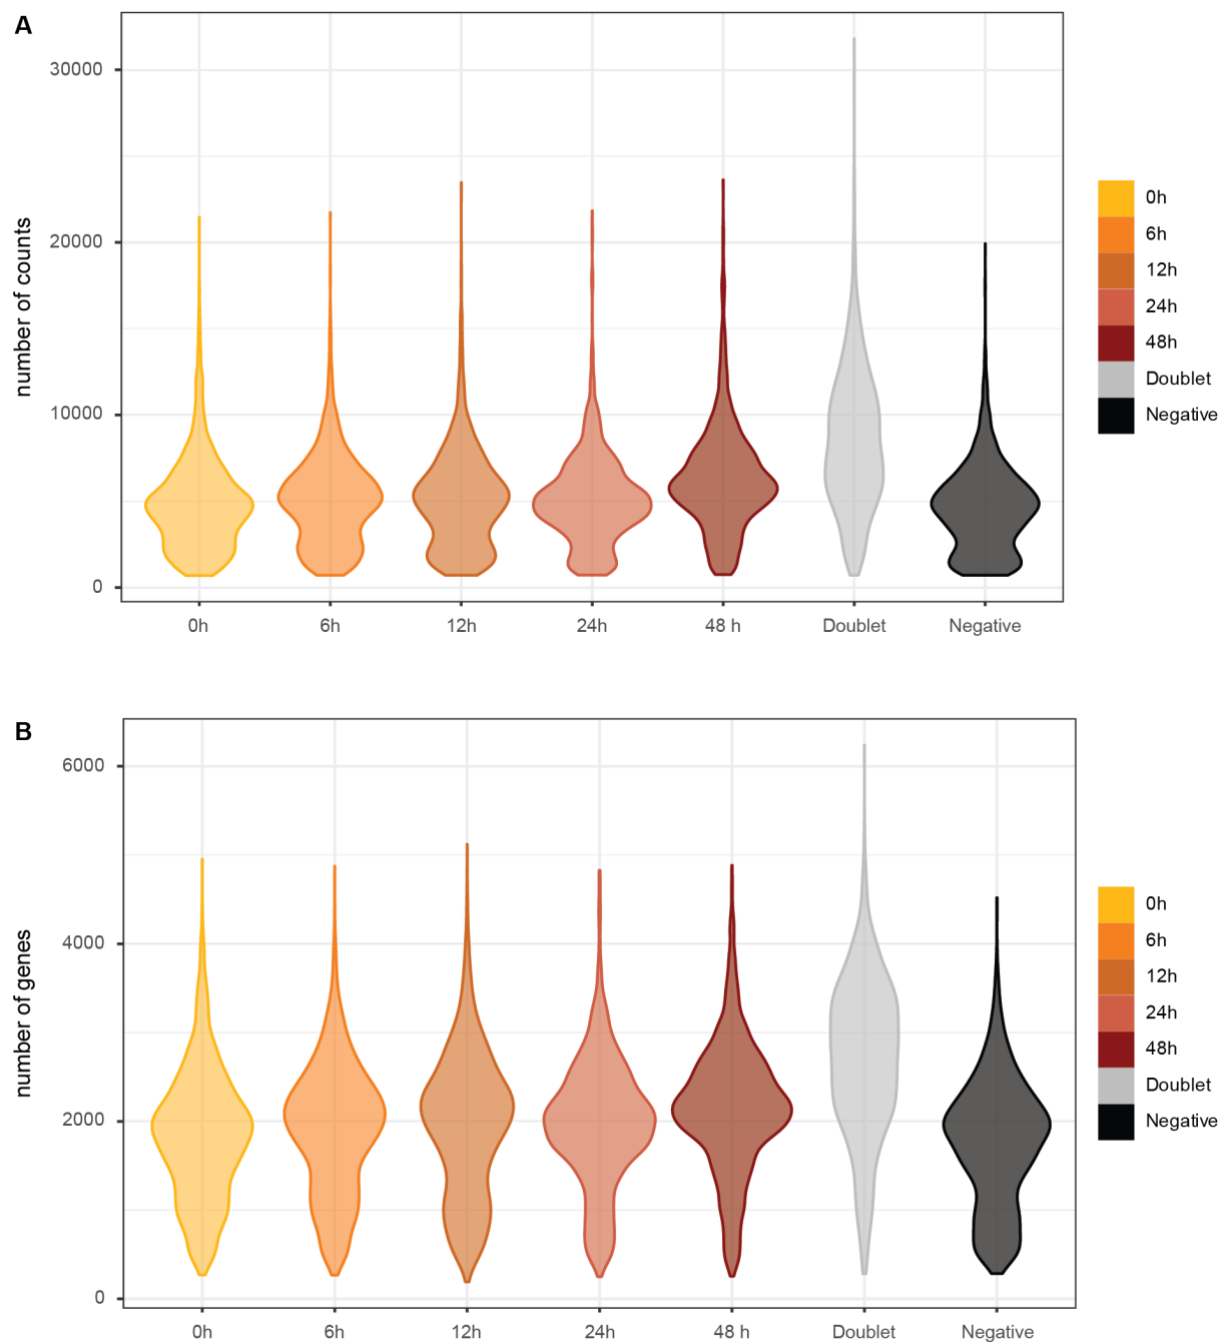 A
number of counts
30000
20000
10000
0
0h
6h
12h
24h
48 h
Doublet
Negative
0h
6h
12h
24h
48h
Doublet
Negative
B
number of genes
6000
4000
2000
0
0h
6h
12h
24h
48 h
Doublet
Negative
0h
6h
12h
24h
48h
Doublet
Negative